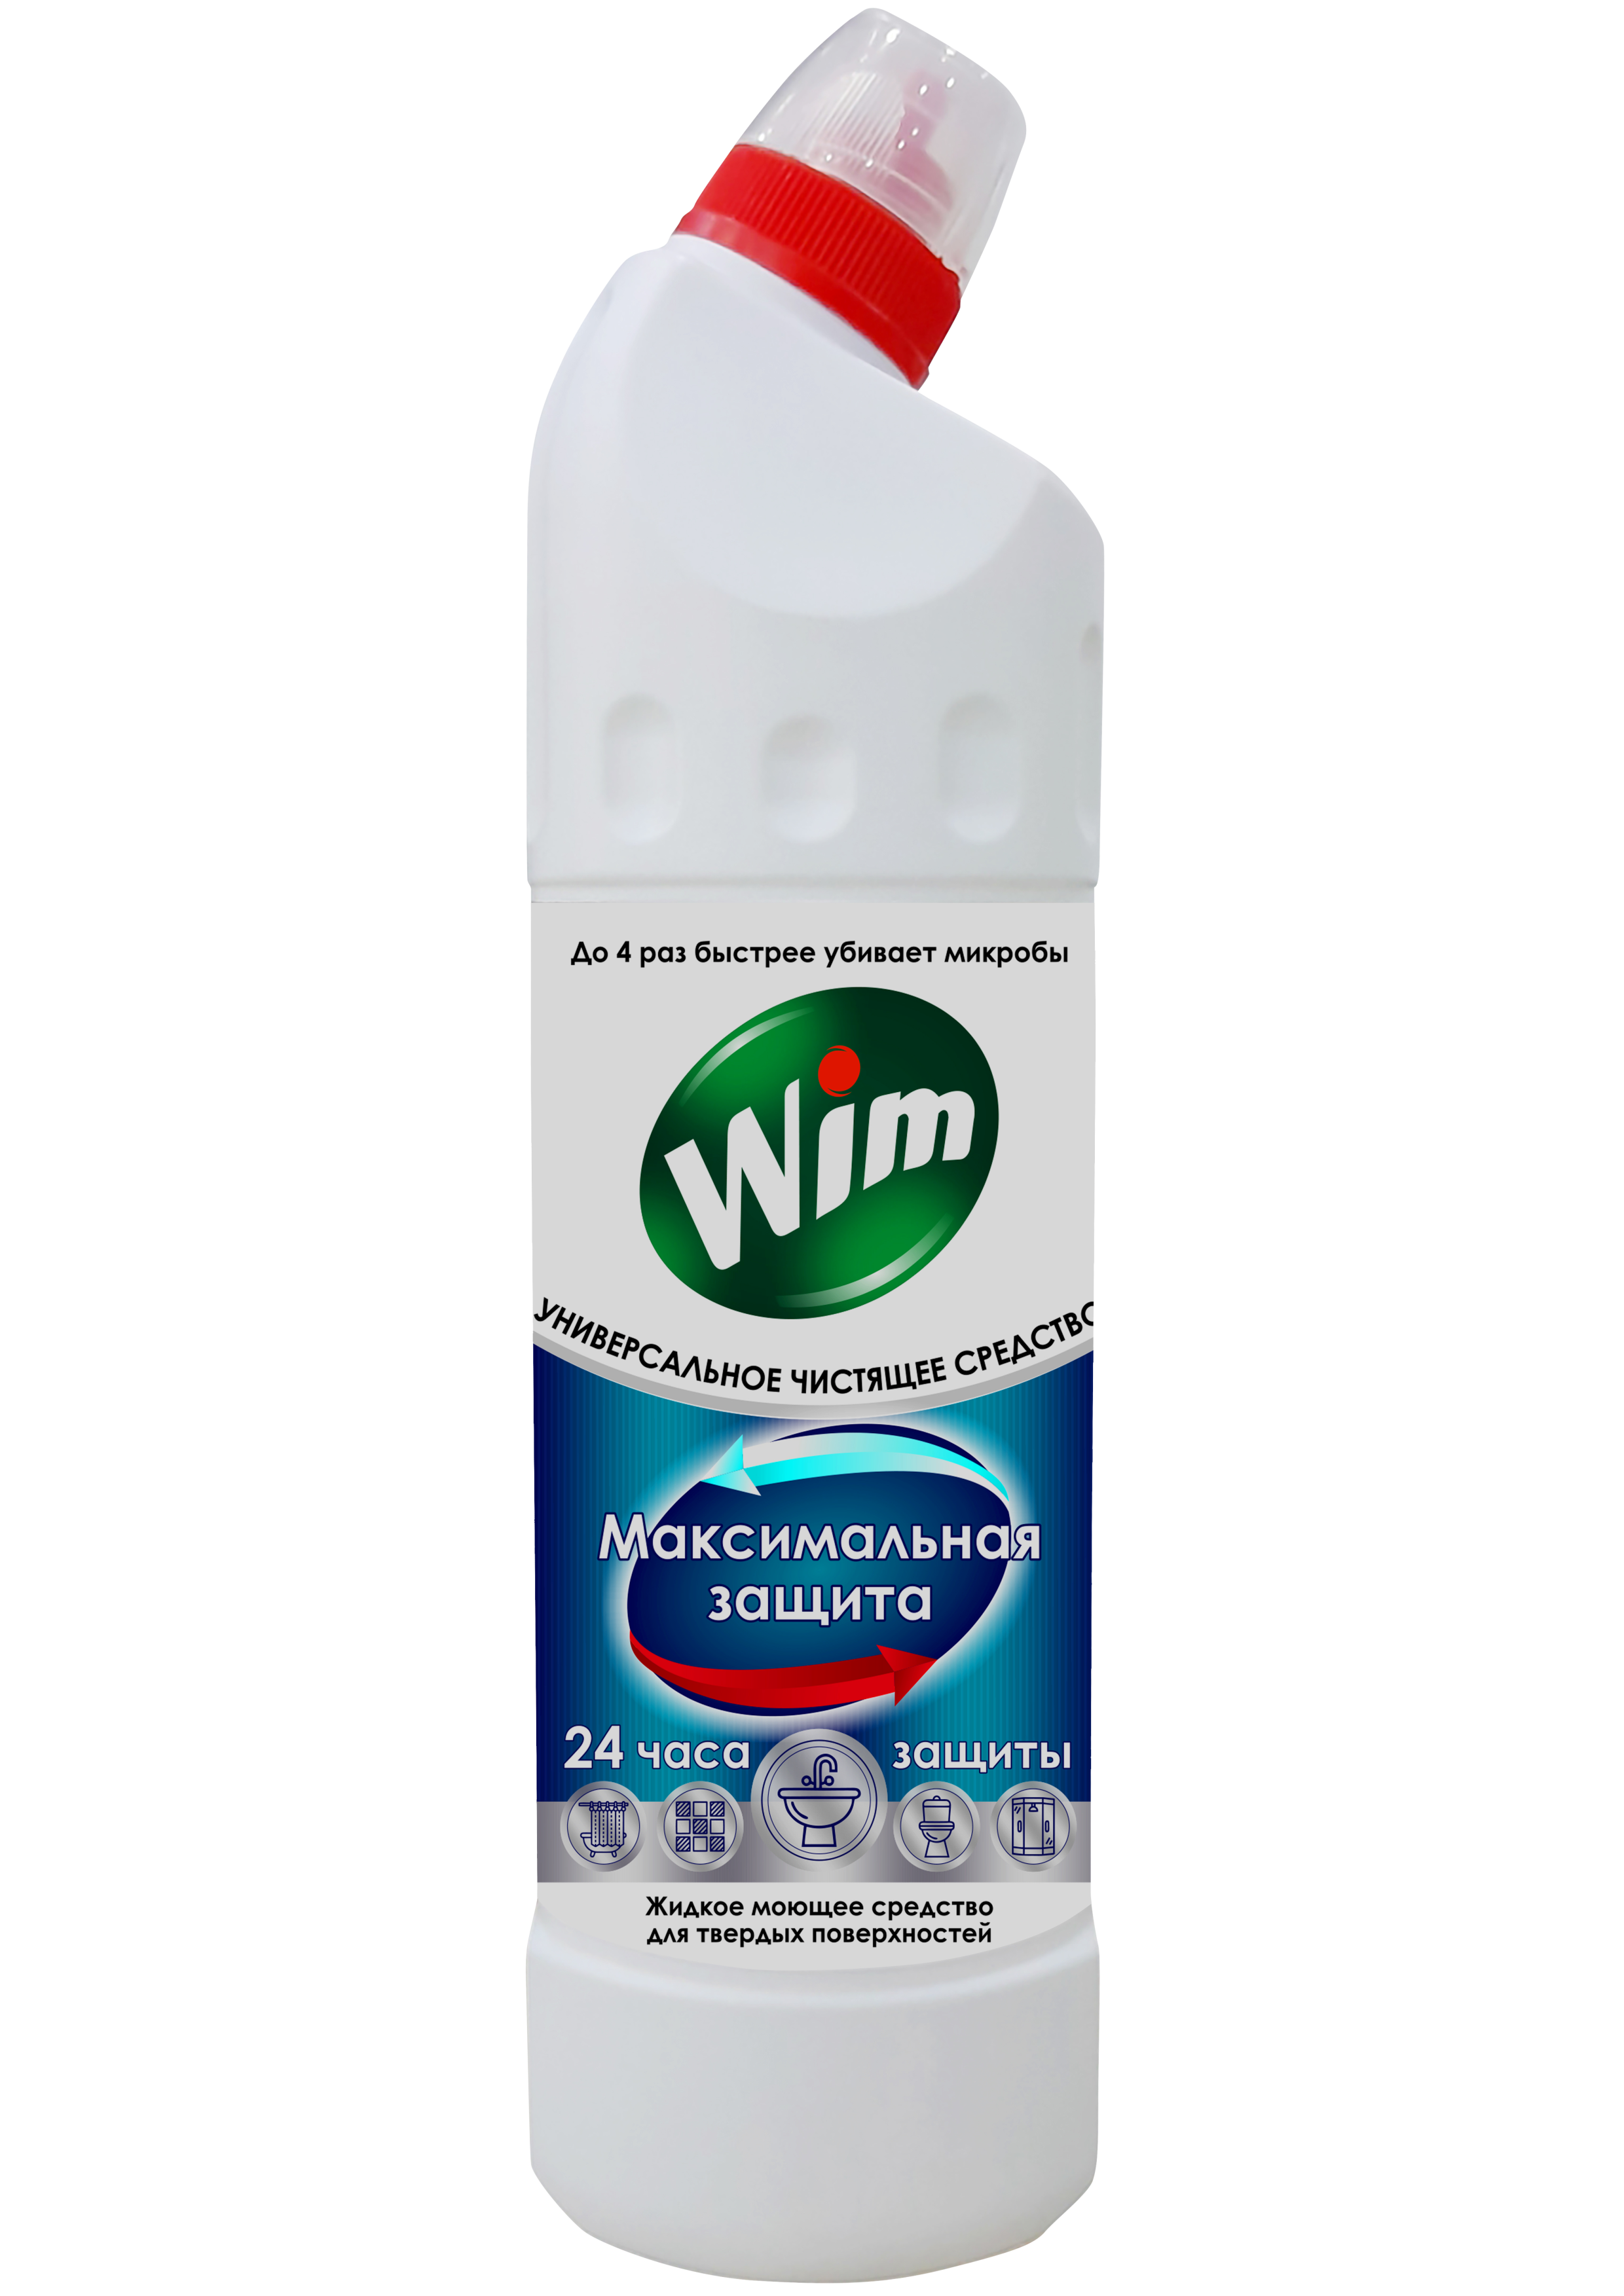 До 4 раз быстрее убивает микробы
Wim
УНИВЕРСАЛЬНОЕ ЧИСТЯЩЕЕ СРЕДСТВО
Максимальная
защита
24 часа защиты
Жидкое моющее средство
для твердых поверхностей